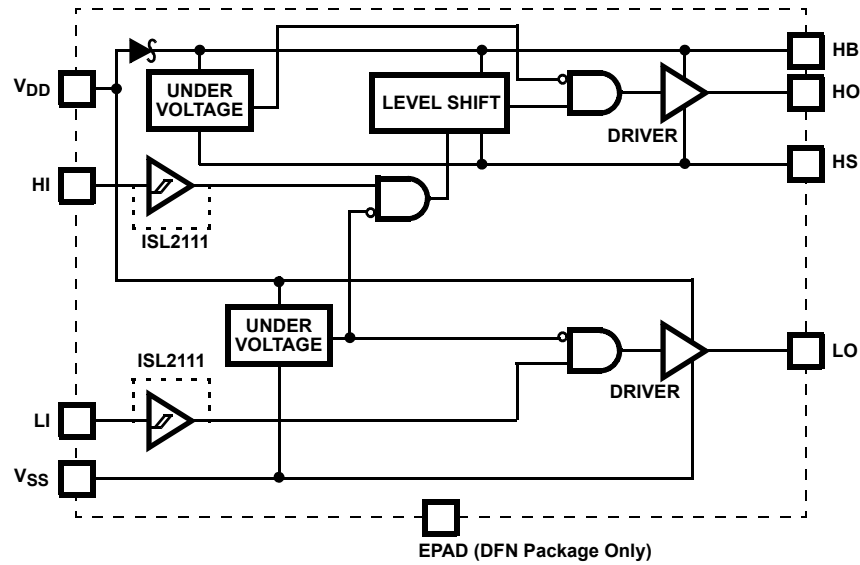 HB
VDD
UNDER
VOLTAGE
LEVEL SHIFT
HO
DRIVER
HS
HI
ISL2111
UNDER
VOLTAGE
ISL2111
LO
DRIVER
LI
VSS
EPAD (DFN Package Only)